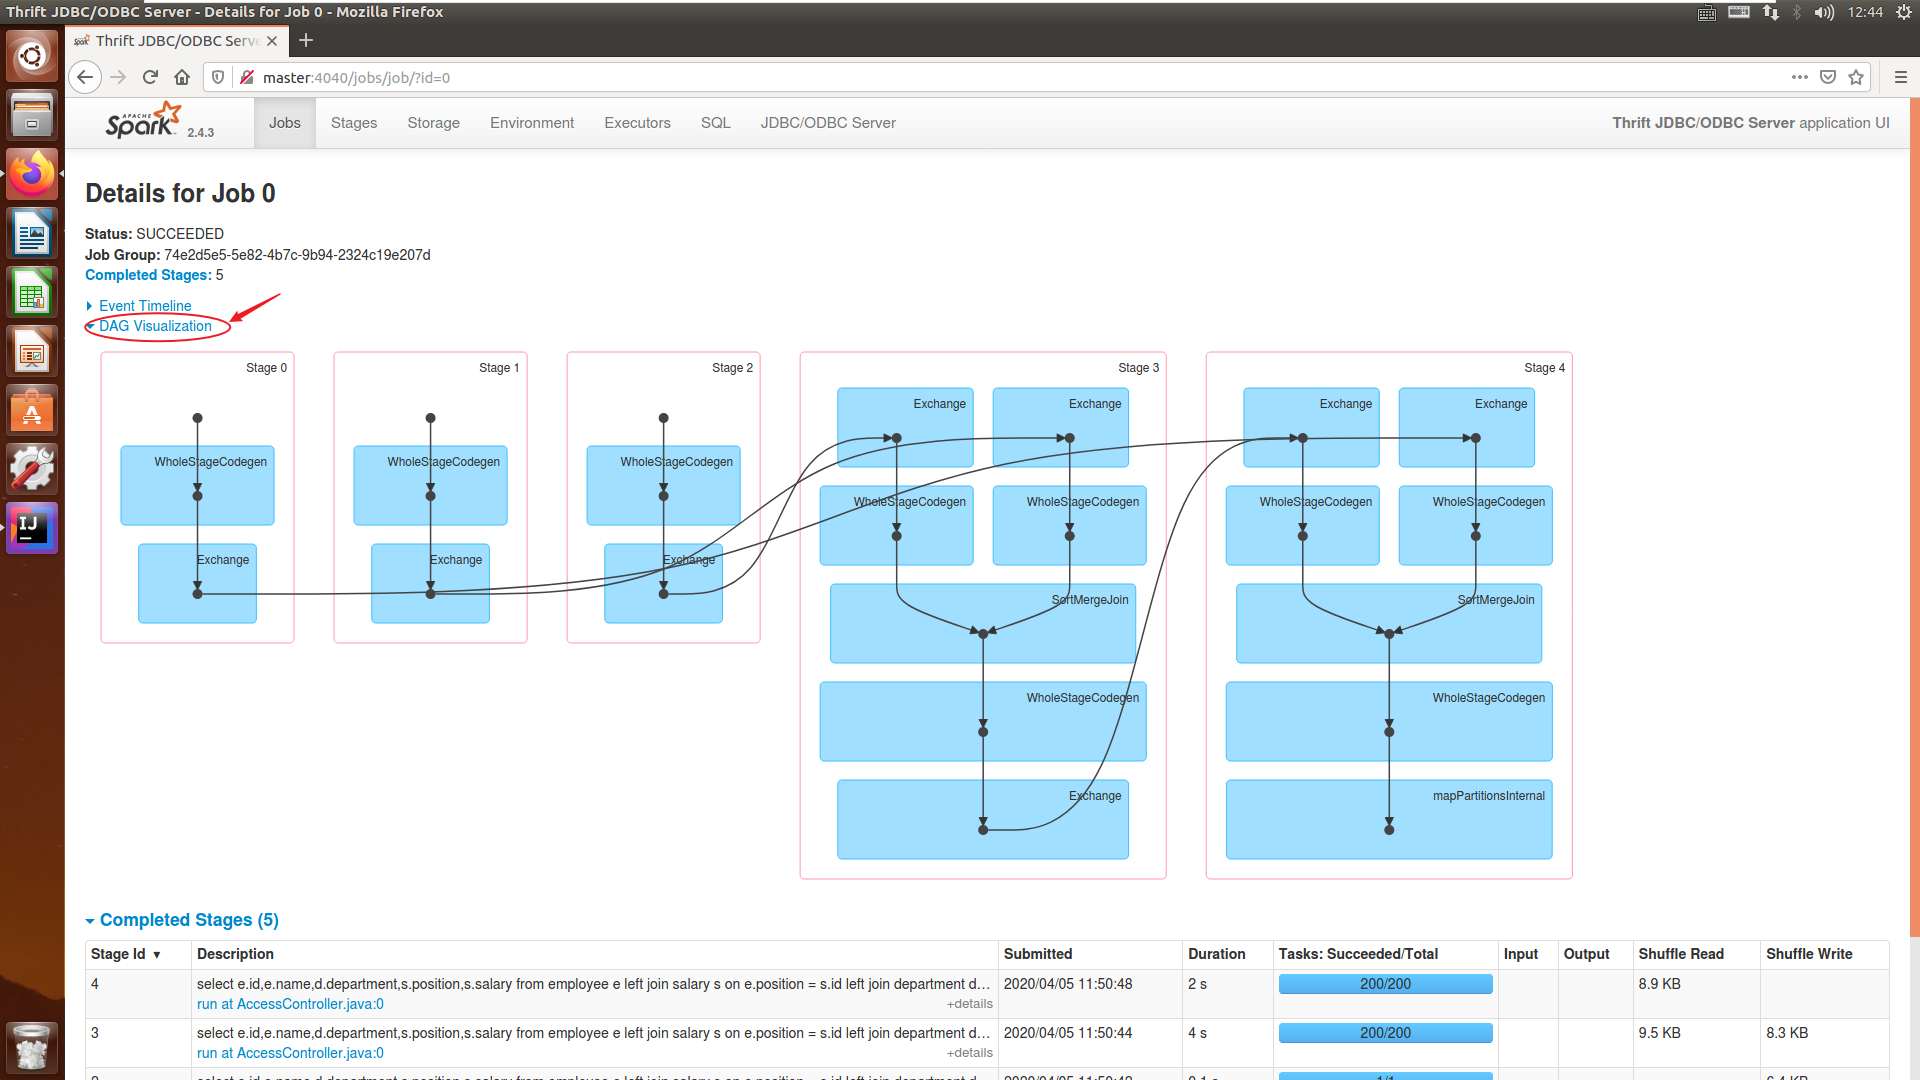 Thrift JDBC/ODBC Server - Details for Job 0 - Mozilla Firefox
12:44
Thrift JDBC/ODBC Serve
master:4040/jobs/job/?id=0
APACHE Spark 2.4.3
Jobs Stages Storage Environment Executors SQL JDBC/ODBC Server
Thrift JDBC/ODBC Server application UI
Details for Job 0
Status: SUCCEEDED
Job Group: 74e2d5e5-5e82-4b7c-9b94-2324c19e207d
Completed Stages: 5
Event Timeline
DAG Visualization
Stage 0
WholeStageCodegen
Exchange
Stage 1
WholeStageCodegen
Exchange
Stage 2
WholeStageCodegen
Exchange
Stage 3
Exchange Exchange
WholeStageCodegen WholeStageCodegen
SortMergeJoin
WholeStageCodegen
Exchange
Stage 4
Exchange Exchange
WholeStageCodegen WholeStageCodegen
SortMergeJoin
WholeStageCodegen
mapPartitionsInternal
Completed Stages (5)
Stage Id ▾ Description Submitted Duration Tasks: Succeeded/Total Input Output Shuffle Read Shuffle Write
4 select e.id,e.name,d.department,s.position,s.salary from employee e left join salary s on e.position = s.id left join department d... 2020/04/05 11:50:48 2 s 200/200 8.9 KB
run at AccessController.java:0 +details
3 select e.id,e.name,d.department,s.position,s.salary from employee e left join salary s on e.position = s.id left join department d... 2020/04/05 11:50:44 4 s 200/200 9.5 KB 8.3 KB
run at AccessController.java:0 +details